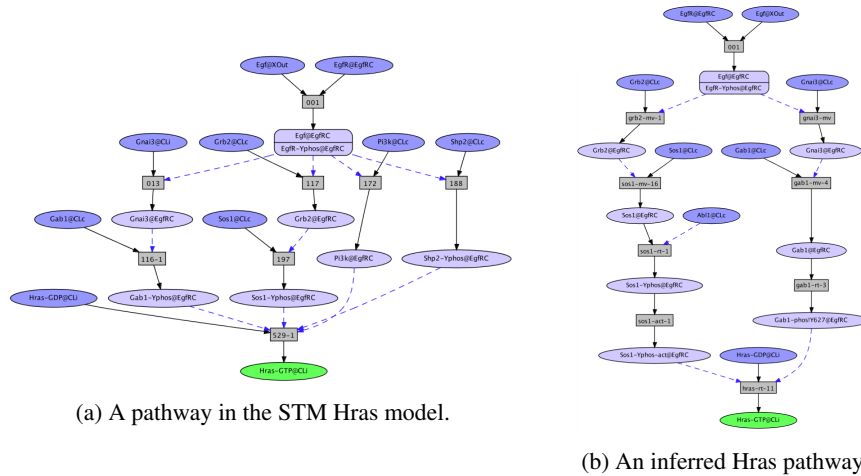 Egf@XOut
EgfR@EgfRC
001
Egf@EgfRC
EgfR-Yphos@EgfRC
Gnai3@CLi
Grb2@CLc
Pi3k@CLc
Shp2@CLc
013
117
172
188
Gnai3@EgfRC
Grb2@EgfRC
Gab1@CLc
Sos1@CLc
116-1
197
Pi3k@EgfRC
Shp2-Yphos@EgfRC
Hras-GDP@CLi
Gab1-Yphos@EgfRC
Sos1-Yphos@EgfRC
529-1
Hras-GTP@CLi
(a) A pathway in the STM Hras model.
EgfR@EgfRC
Egf@XOut
001
Egf@EgfRC
EgfR-Yphos@EgfRC
Grb2@CLc
Gnai3@CLc
grb2-mv-1
gnai3-mv
Grb2@EgfRC
Sos1@CLc
Gab1@CLc
Gnai3@EgfRC
sos1-mv-16
gab1-mv-4
Sos1@EgfRC
Abl1@CLc
sos1-rt-1
Gab1@EgfRC
Sos1-Yphos@EgfRC
gab1-rt-3
sos1-act-1
Gab1-phos!Y627@EgfRC
Sos1-Yphos-act@EgfRC
Hras-GDP@CLi
hras-rt-11
Hras-GTP@CLi
(b) An inferred Hras pathway